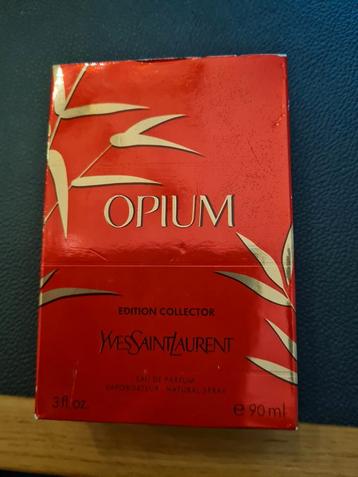 OPIUM
EDITION COLLECTOR
YVESSAINTLAURENT
EAU DE PARFUM
VAPORISATEUR . NATURAL SPRAY
3 fl. oz. e 90 ml